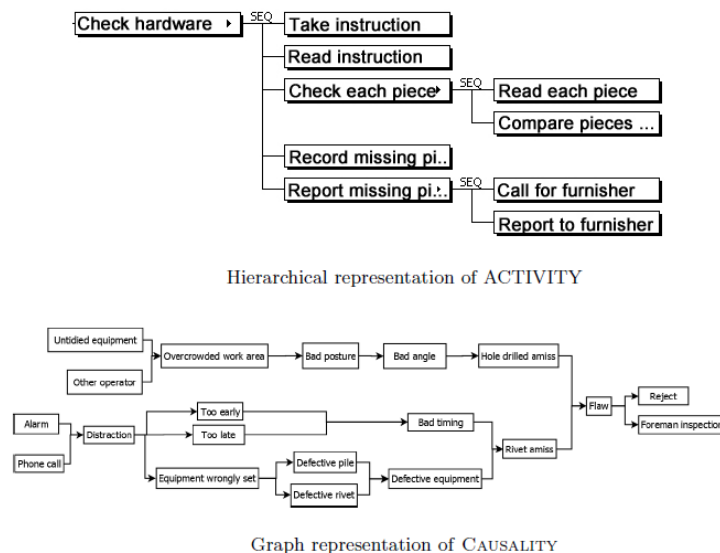 Check hardware
SEQ
Take instruction
Read instruction
Check each piece
SEQ
Read each piece
Compare pieces ...
Record missing pi...
Report missing pi...
SEQ
Call for furnisher
Report to furnisher
Hierarchical representation of ACTIVITY
Untidied equipment
Other operator
Overcrowded work area
Bad posture
Bad angle
Hole drilled amiss
Alarm
Phone call
Distraction
Too early
Too late
Bad timing
Equipment wrongly set
Defective pile
Defective rivet
Defective equipment
Rivet amiss
Flaw
Reject
Foreman inspection
Graph representation of CAUSALITY